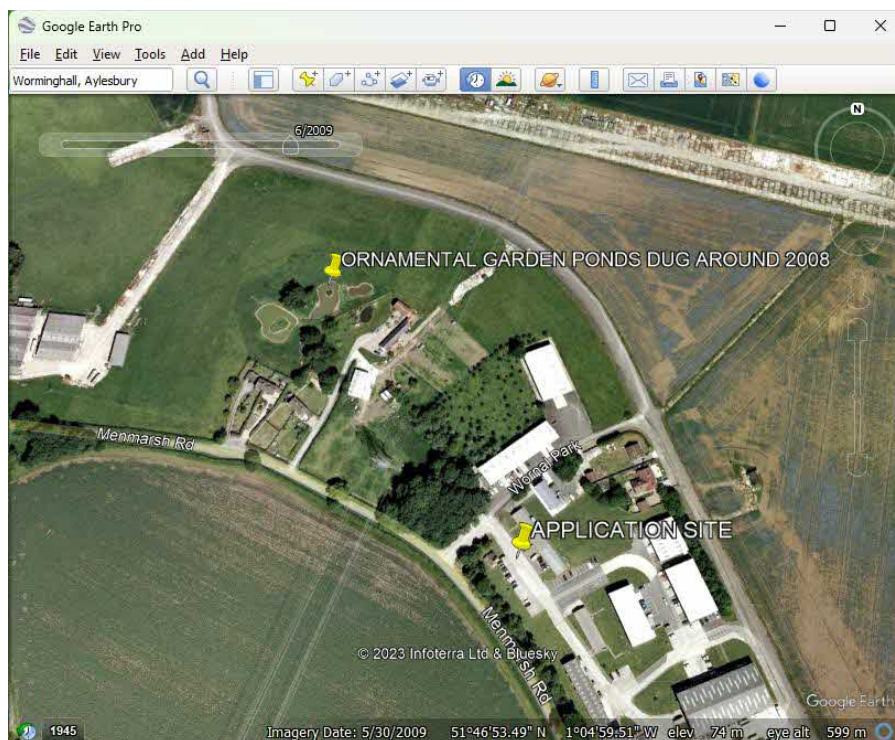 Google Earth Pro
File Edit View Tools Add Help
Worminghall, Aylesbury
6/2009
N
ORNAMENTAL GARDEN PONDS DUG AROUND 2008
Menmarsh Rd
Wornal Park
APPLICATION SITE
Menmarsh Rd
© 2023 Infoterra Ltd & Bluesky
Google Earth
1945 Imagery Date: 5/30/2009 51°46'53.49" N 1°04'59.51" W elev 74 m eye alt 599 m